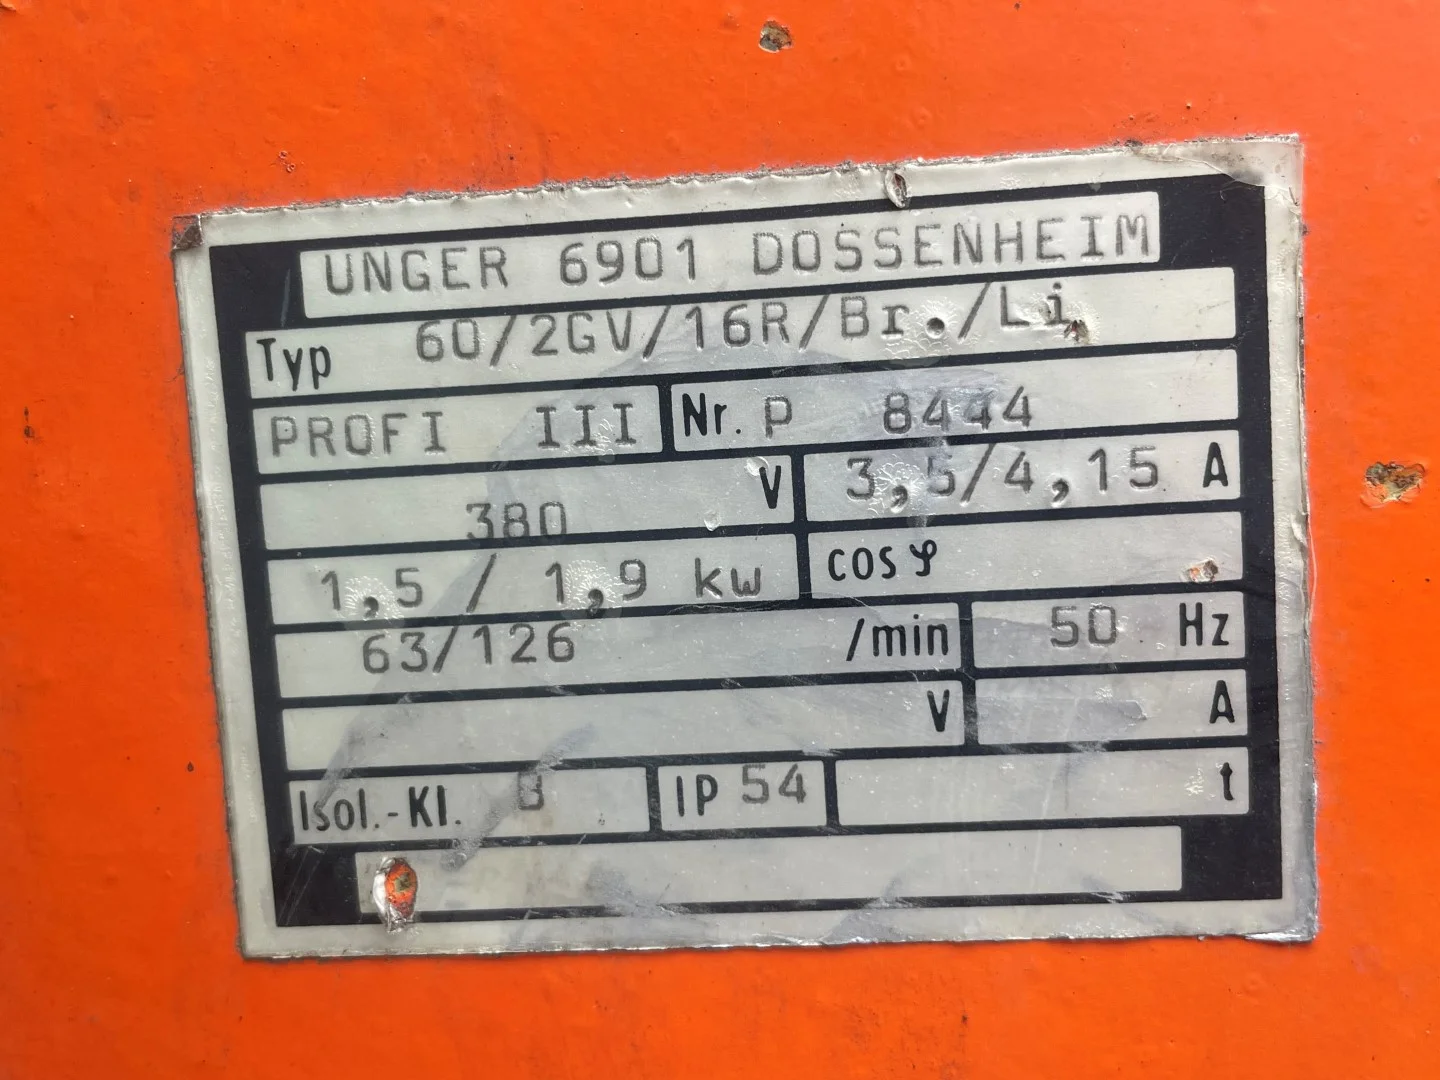 UNGER 6901 DOSSENHEIM
Typ 60/2GV/16R/Br./Li
PROFI III Nr. P 8444
380 V 3,5/4,15 A
1,5 / 1,9 kw cos φ
63/126 /min 50 Hz
V A
Isol.-Kl. B IP 54 t